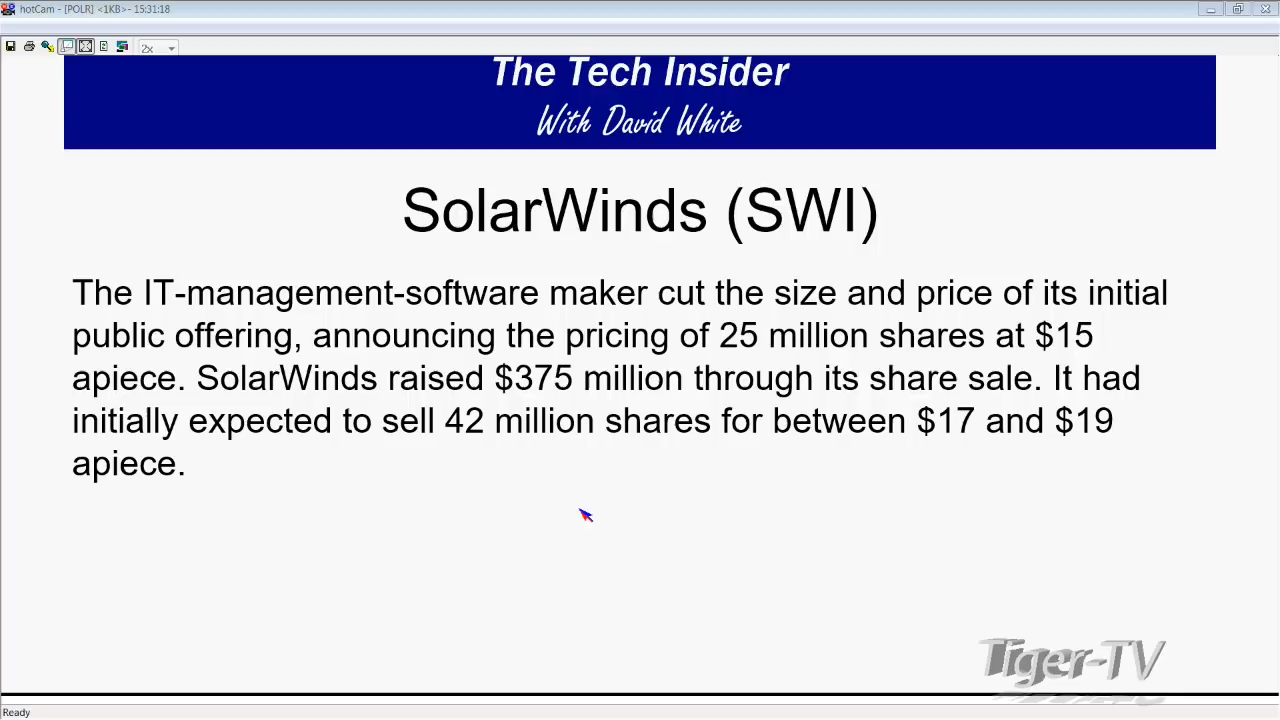 hotCam - [POLR] <1KB>- 15:31:18
2x
The Tech Insider
With David White
SolarWinds (SWI)
The IT-management-software maker cut the size and price of its initial
public offering, announcing the pricing of 25 million shares at $15
apiece. SolarWinds raised $375 million through its share sale. It had
initially expected to sell 42 million shares for between $17 and $19
apiece.
Tiger-TV
Ready